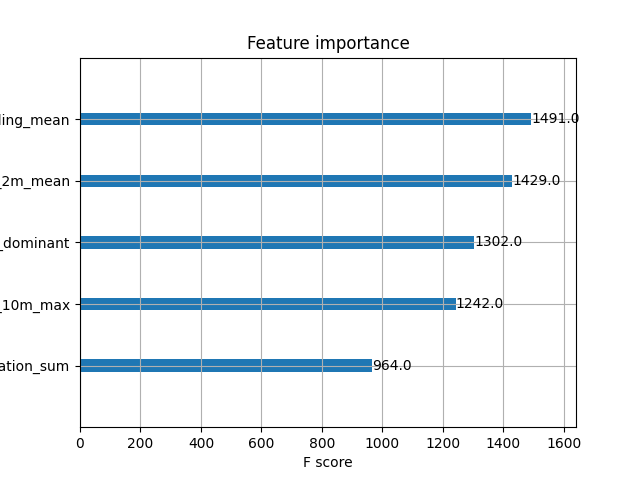 Feature importance
ling_mean 1491.0
2m_mean 1429.0
_dominant 1302.0
_10m_max 1242.0
ation_sum 964.0
0 200 400 600 800 1000 1200 1400 1600
F score